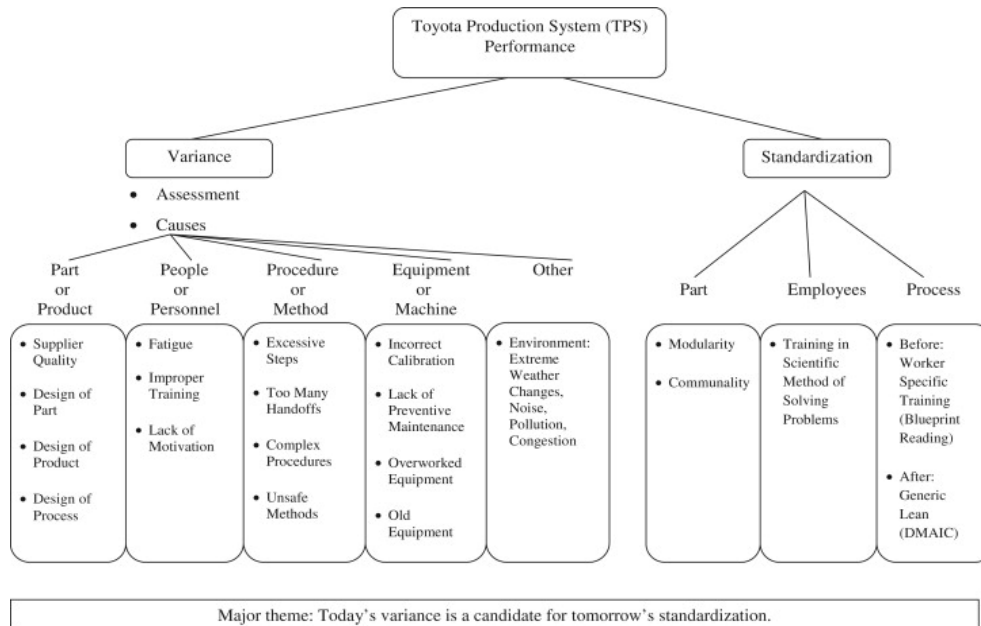 Toyota Production System (TPS)
Performance
Variance
• Assessment
• Causes
Standardization
Part
or
Product
People
or
Personnel
Procedure
or
Method
Equipment
or
Machine
Other
Part
Employees
Process
• Supplier
Quality
• Design of
Part
• Design of
Product
• Design of
Process
• Fatigue
• Improper
Training
• Lack of
Motivation
• Excessive
Steps
• Too Many
Handoffs
• Complex
Procedures
• Unsafe
Methods
• Incorrect
Calibration
• Lack of
Preventive
Maintenance
• Overworked
Equipment
• Old
Equipment
• Environment:
Extreme
Weather
Changes,
Noise,
Pollution,
Congestion
• Modularity
• Communality
• Training in
Scientific
Method of
Solving
Problems
• Before:
Worker
Specific
Training
(Blueprint
Reading)
• After:
Generic
Lean
(DMAIC)
Major theme: Today’s variance is a candidate for tomorrow’s standardization.